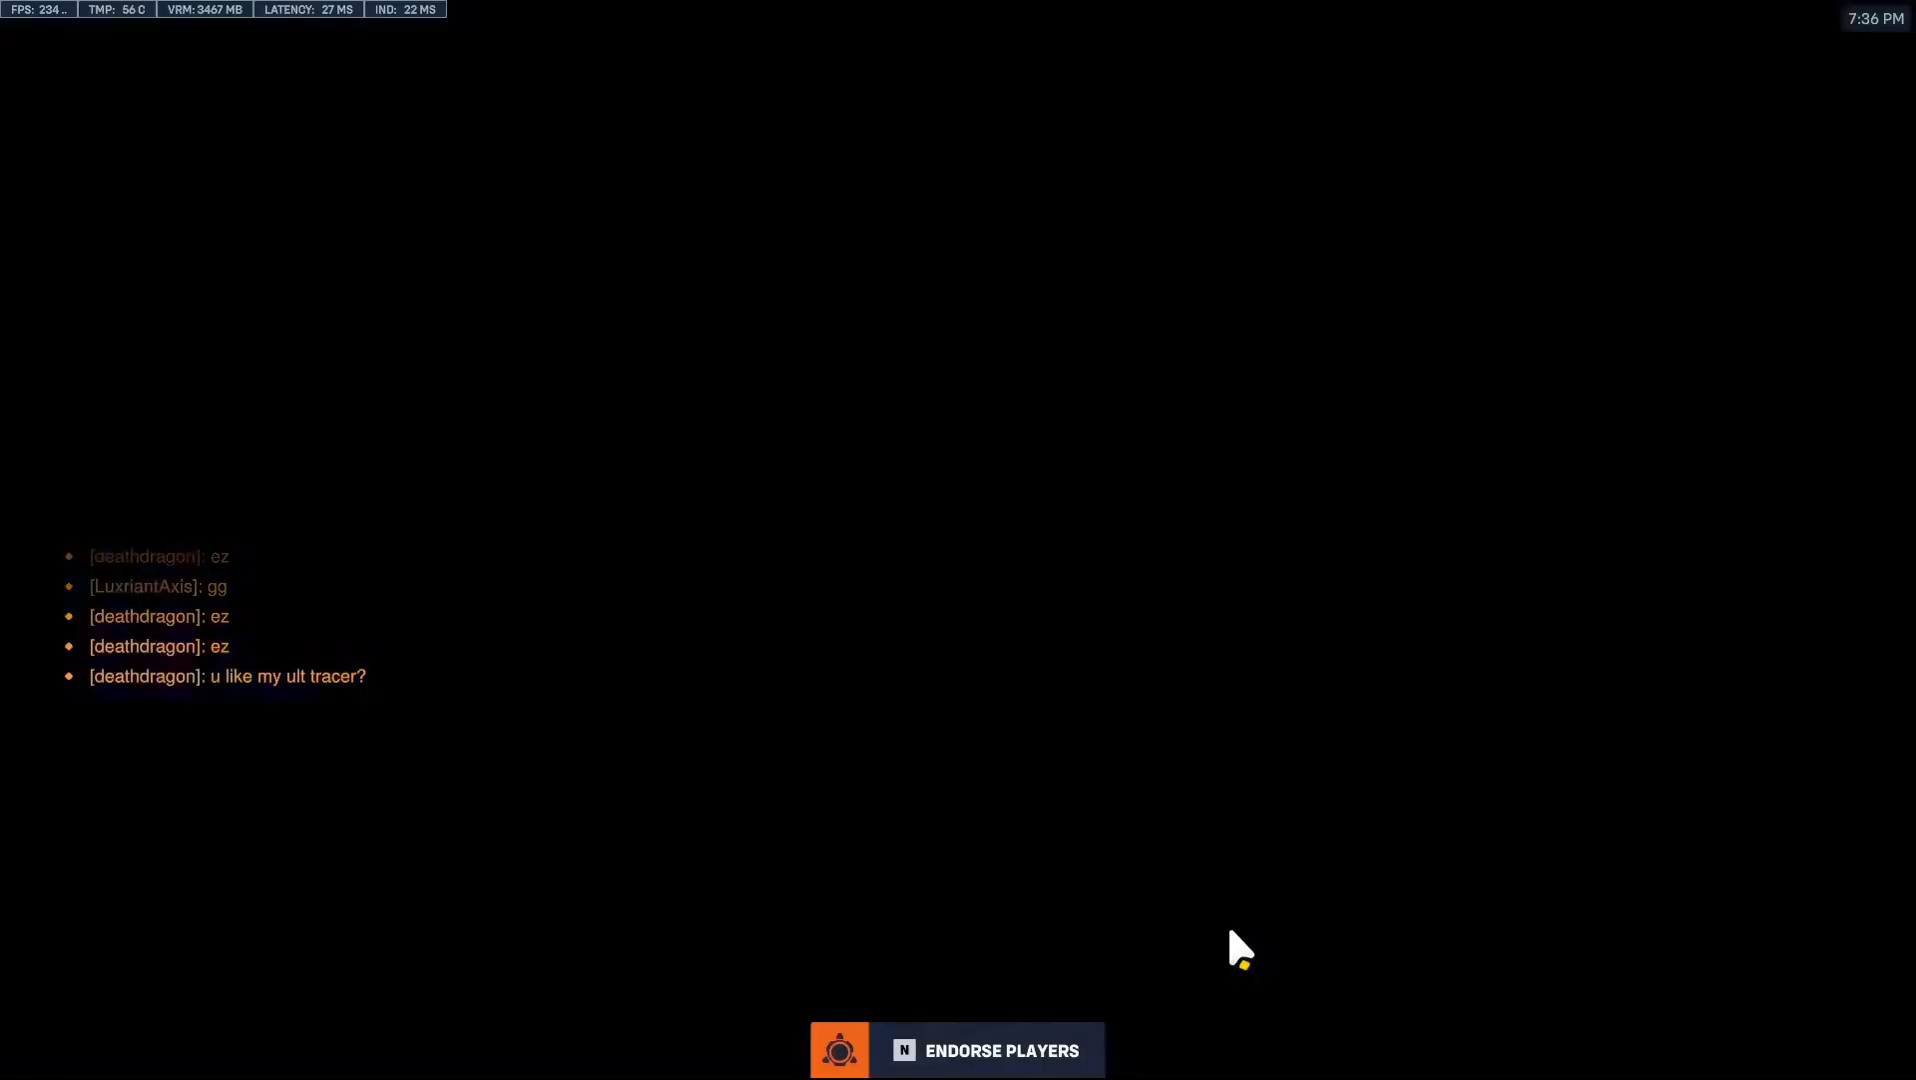 FPS: 234 .. TMP: 56 C VRM: 3467 MB LATENCY: 27 MS IND: 22 MS
7:36 PM
[deathdragon]: ez
[LuxriantAxis]: gg
[deathdragon]: ez
[deathdragon]: ez
[deathdragon]: u like my ult tracer?
N ENDORSE PLAYERS